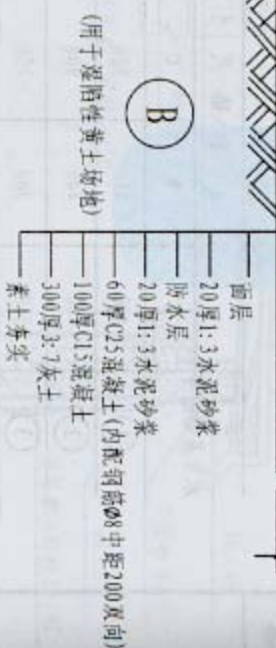 面层
20厚1:3水泥砂浆
防水层
20厚1:3水泥砂浆
60厚C25混凝土(内配钢筋Ø8中距200双向)
100厚C15混凝土
300厚3:7灰土
素土夯实
B
(用于湿陷性黄土场地)